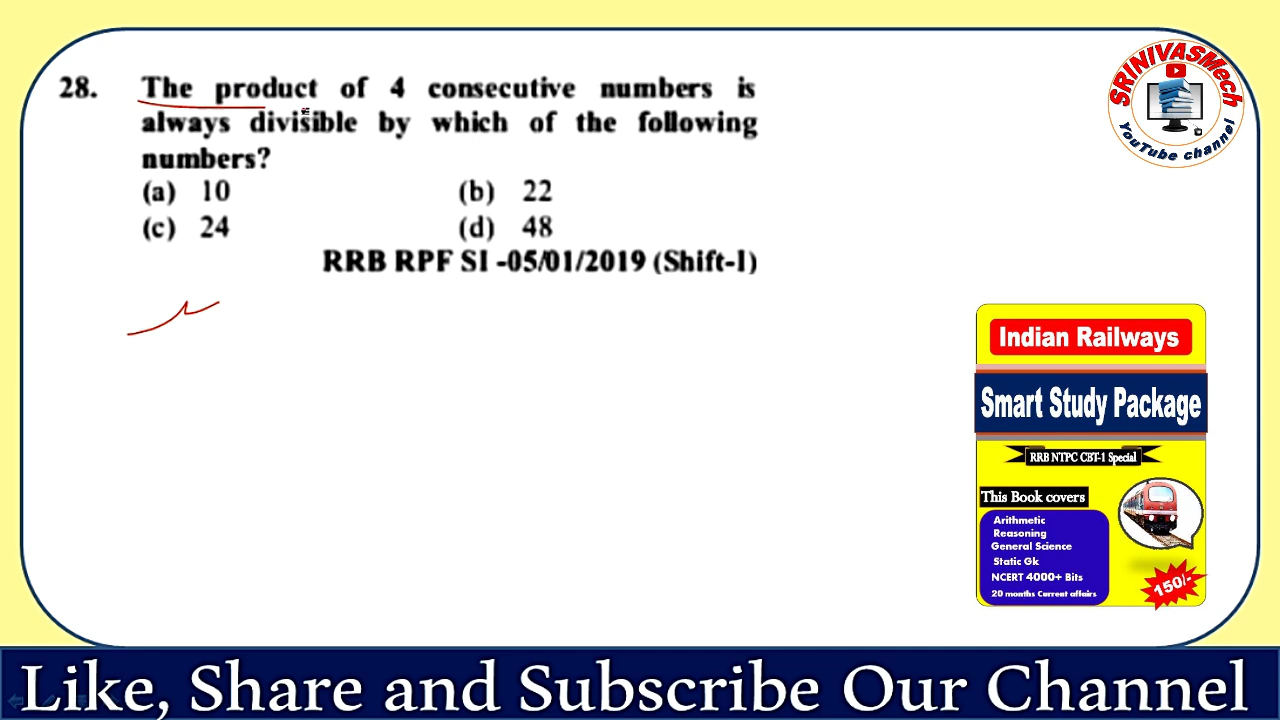 28. The product of 4 consecutive numbers is
always divisible by which of the following
numbers?
(a) 10 (b) 22
(c) 24 (d) 48
RRB RPF SI -05/01/2019 (Shift-I)
SRINIVASMech
YouTube channel
Indian Railways
Smart Study Package
RRB NTPC CBT-1 Special
This Book covers
Arithmetic
Reasoning
General Science
Static Gk
NCERT 4000+ Bits
20 months Current affairs
150/-
Like, Share and Subscribe Our Channel